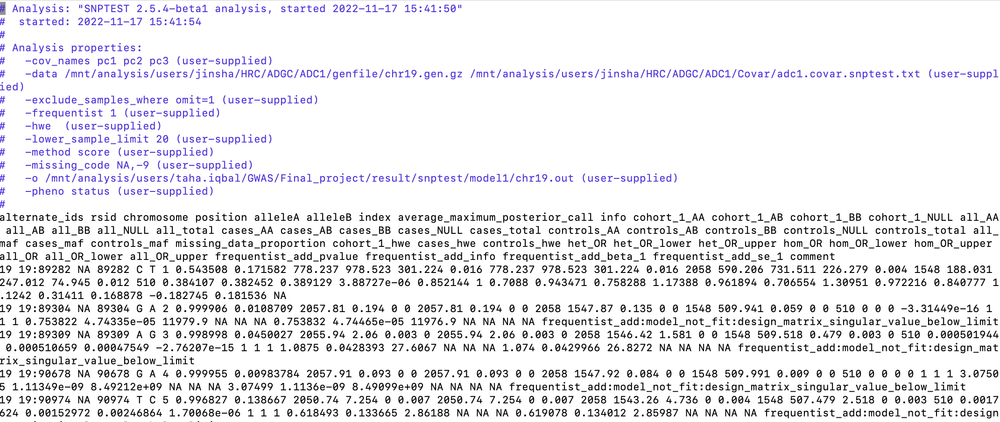 # Analysis: "SNPTEST 2.5.4-beta1 analysis, started 2022-11-17 15:41:50"
#  started: 2022-11-17 15:41:54
#
# Analysis properties:
#   -cov_names pc1 pc2 pc3 (user-supplied)
#   -data /mnt/analysis/users/jinsha/HRC/ADGC/ADC1/genfile/chr19.gen.gz /mnt/analysis/users/jinsha/HRC/ADGC/ADC1/Covar/adc1.covar.snptest.txt (user-suppl
ied)
#   -exclude_samples_where omit=1 (user-supplied)
#   -frequentist 1 (user-supplied)
#   -hwe  (user-supplied)
#   -lower_sample_limit 20 (user-supplied)
#   -method score (user-supplied)
#   -missing_code NA,-9 (user-supplied)
#   -o /mnt/analysis/users/taha.iqbal/GWAS/Final_project/result/snptest/model1/chr19.out (user-supplied)
#   -pheno status (user-supplied)
#
alternate_ids rsid chromosome position alleleA alleleB index average_maximum_posterior_call info cohort_1_AA cohort_1_AB cohort_1_BB cohort_1_NULL all_AA
 all_AB all_BB all_NULL all_total cases_AA cases_AB cases_BB cases_NULL cases_total controls_AA controls_AB controls_BB controls_NULL controls_total all_
maf cases_maf controls_maf missing_data_proportion cohort_1_hwe cases_hwe controls_hwe het_OR het_OR_lower het_OR_upper hom_OR hom_OR_lower hom_OR_upper
all_OR all_OR_lower all_OR_upper frequentist_add_pvalue frequentist_add_info frequentist_add_beta_1 frequentist_add_se_1 comment
19 19:89282 NA 89282 C T 1 0.543508 0.171582 778.237 978.523 301.224 0.016 778.237 978.523 301.224 0.016 2058 590.206 731.511 226.279 0.004 1548 188.031
247.012 74.945 0.012 510 0.384107 0.382452 0.389129 3.88727e-06 0.852144 1 0.7088 0.943471 0.758288 1.17388 0.961894 0.706554 1.30951 0.972216 0.840777 1
.1242 0.31411 0.168878 -0.182745 0.181536 NA
19 19:89304 NA 89304 G A 2 0.999906 0.0108709 2057.81 0.194 0 0 2057.81 0.194 0 0 2058 1547.87 0.135 0 0 1548 509.941 0.059 0 0 510 0 0 0 -3.31449e-16 1
1 1 0.753822 4.74335e-05 11979.9 NA NA NA 0.753832 4.74465e-05 11976.9 NA NA NA NA frequentist_add:model_not_fit:design_matrix_singular_value_below_limit
19 19:89309 NA 89309 A G 3 0.998998 0.0450027 2055.94 2.06 0.003 0 2055.94 2.06 0.003 0 2058 1546.42 1.581 0 0 1548 509.518 0.479 0.003 0 510 0.000501944
 0.000510659 0.00047549 -2.76207e-15 1 1 1 1.0875 0.0428393 27.6067 NA NA NA 1.074 0.0429966 26.8272 NA NA NA NA frequentist_add:model_not_fit:design_mat
rix_singular_value_below_limit
19 19:90678 NA 90678 G A 4 0.999955 0.00983784 2057.91 0.093 0 0 2057.91 0.093 0 0 2058 1547.92 0.084 0 0 1548 509.991 0.009 0 0 510 0 0 0 0 1 1 1 3.0750
5 1.11349e-09 8.49212e+09 NA NA NA 3.07499 1.1136e-09 8.49099e+09 NA NA NA NA frequentist_add:model_not_fit:design_matrix_singular_value_below_limit
19 19:90974 NA 90974 T C 5 0.996827 0.138667 2050.74 7.254 0 0.007 2050.74 7.254 0 0.007 2058 1543.26 4.736 0 0.004 1548 507.479 2.518 0 0.003 510 0.0017
624 0.00152972 0.00246864 1.70068e-06 1 1 1 0.618493 0.133665 2.86188 NA NA NA 0.619078 0.134012 2.85987 NA NA NA NA frequentist_add:model_not_fit:design